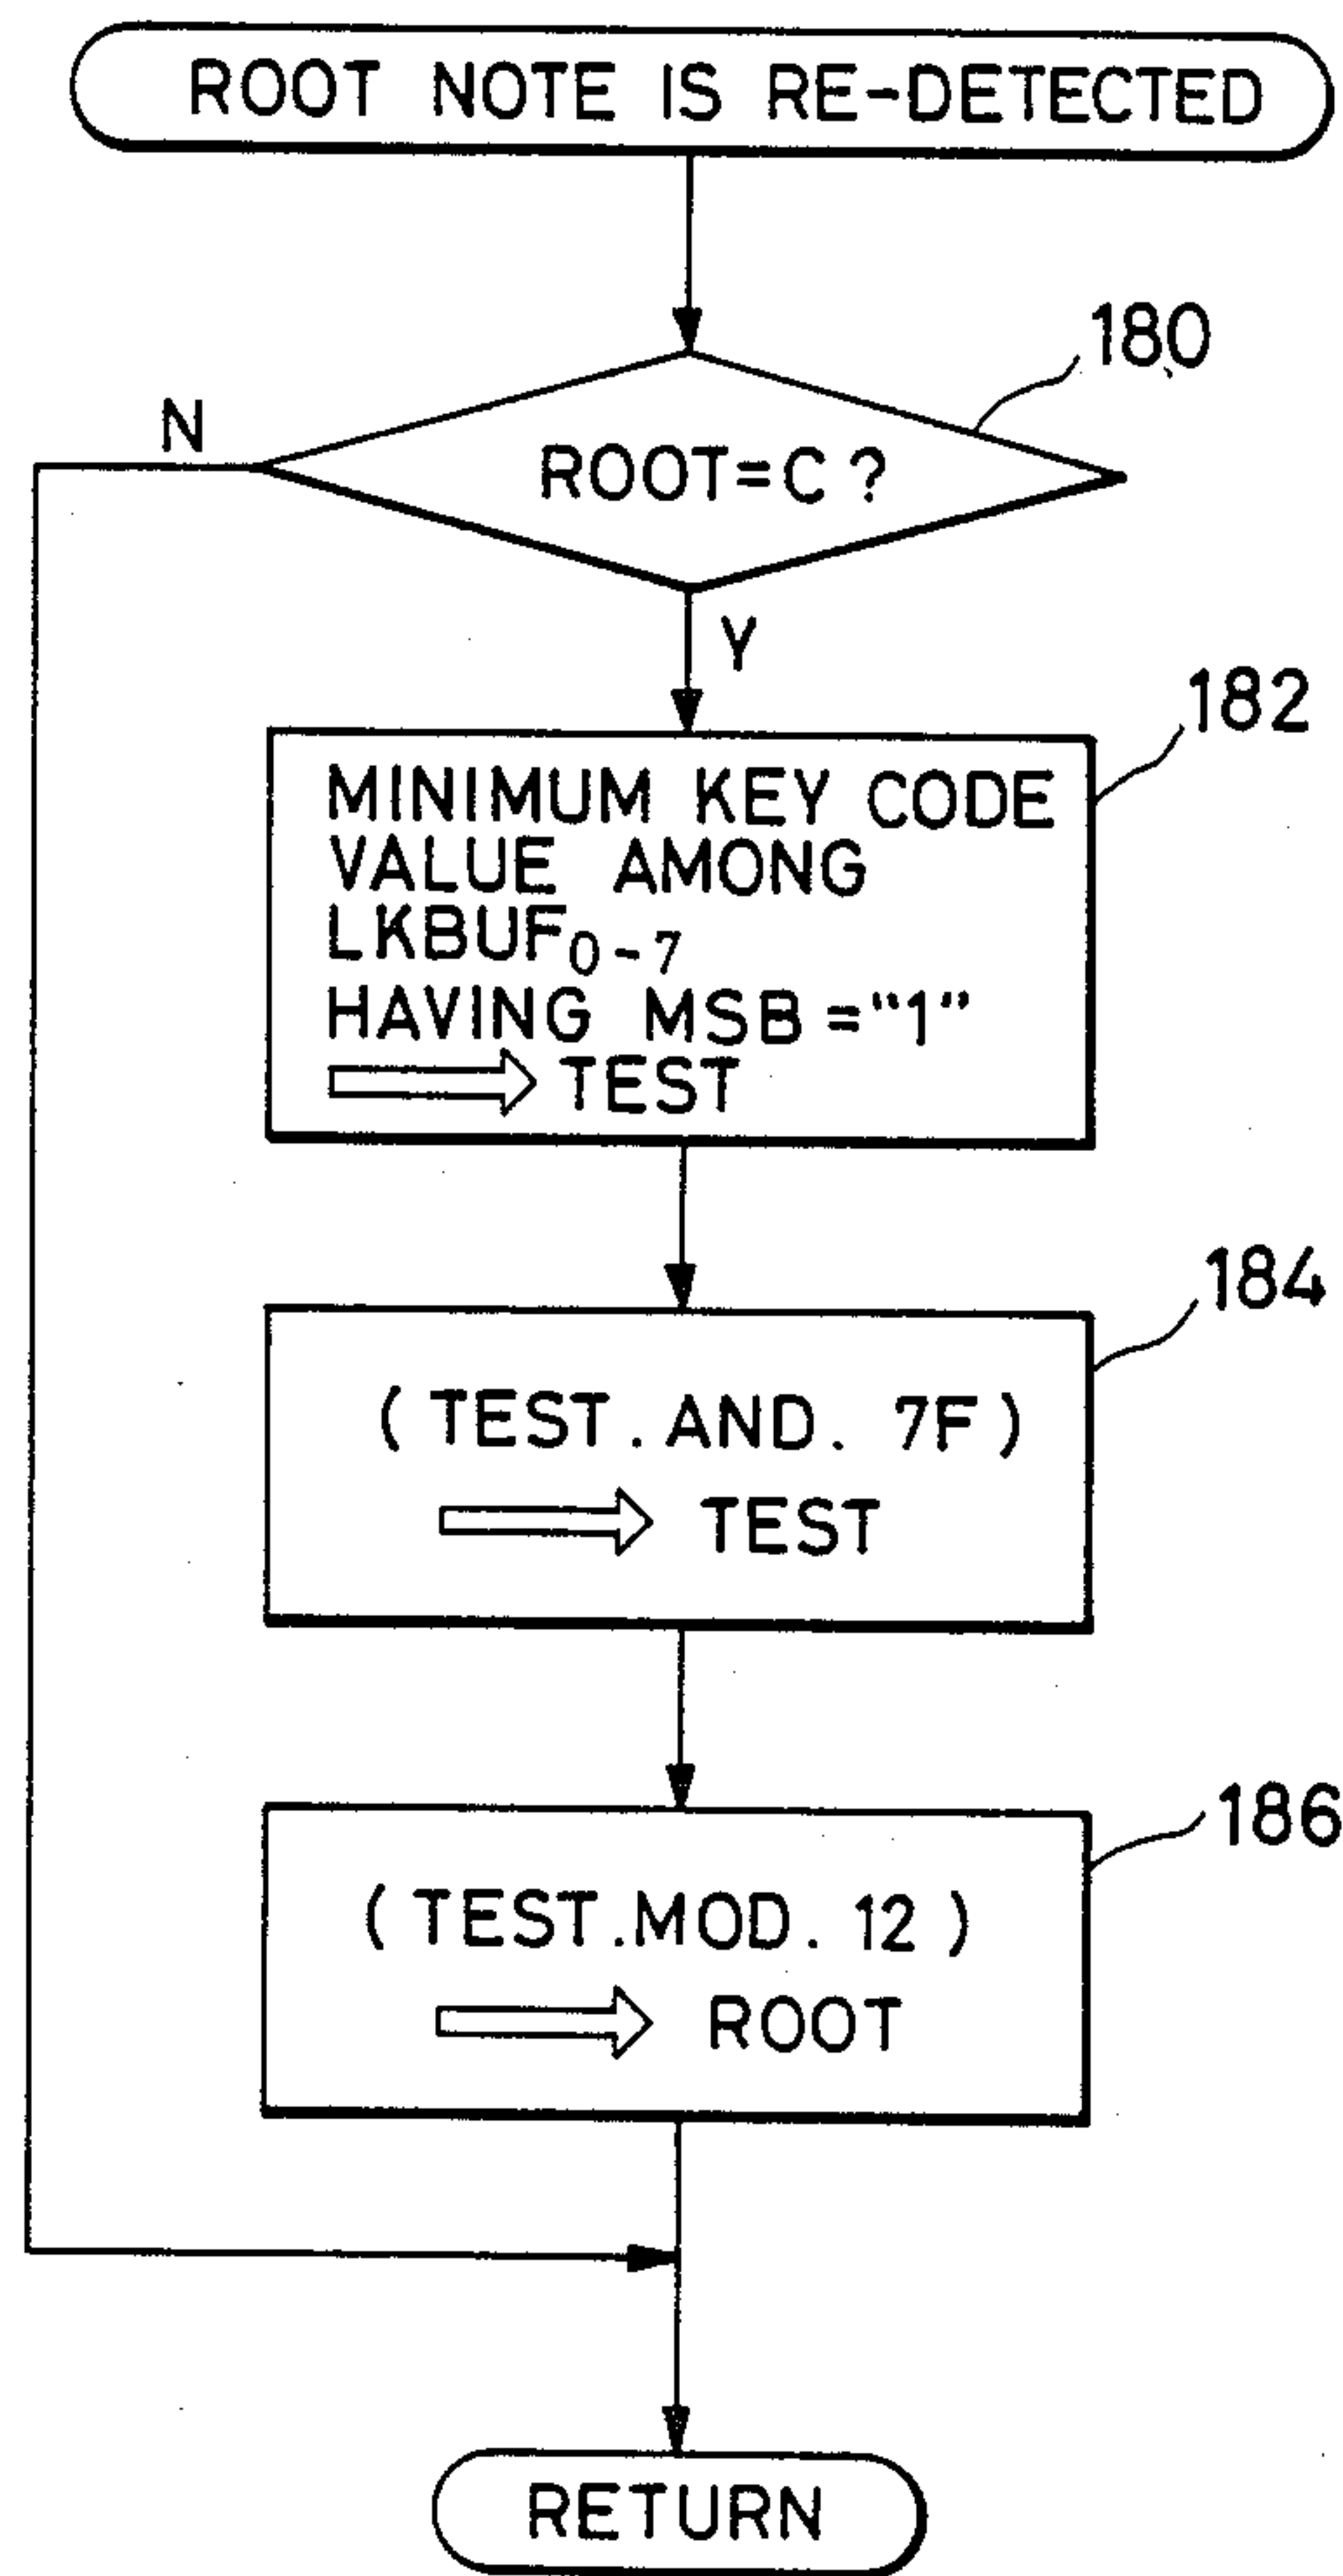 ROOT NOTE IS RE-DETECTED
180
N
ROOT=C ?
Y
182
MINIMUM KEY CODE
VALUE AMONG
LKBUF0-7
HAVING MSB="1"
TEST
184
( TEST. AND. 7F )
TEST
186
( TEST.MOD. 12 )
ROOT
RETURN